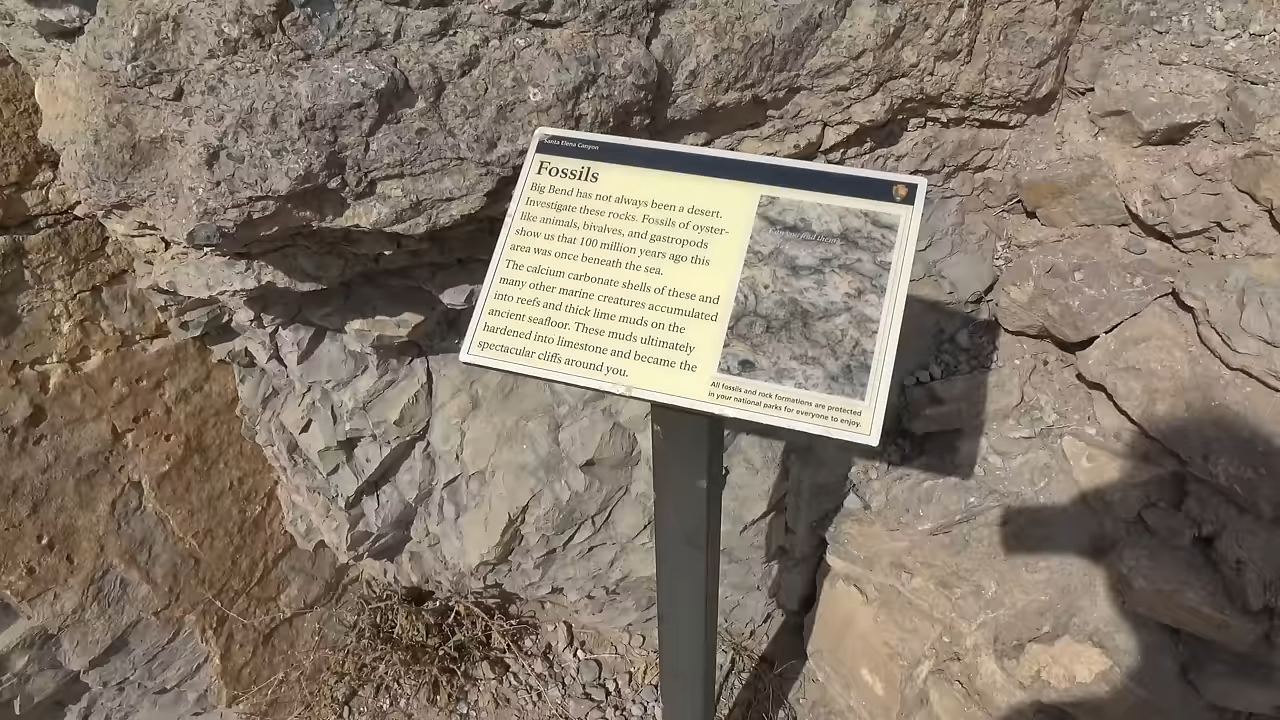 Santa Elena Canyon
Fossils
Big Bend has not always been a desert.
Investigate these rocks. Fossils of oyster-
like animals, bivalves, and gastropods
show us that 100 million years ago this
area was once beneath the sea.
The calcium carbonate shells of these and
many other marine creatures accumulated
into reefs and thick lime muds on the
ancient seafloor. These muds ultimately
hardened into limestone and became the
spectacular cliffs around you.
Can you find them?
All fossils and rock formations are protected
in your national parks for everyone to enjoy.